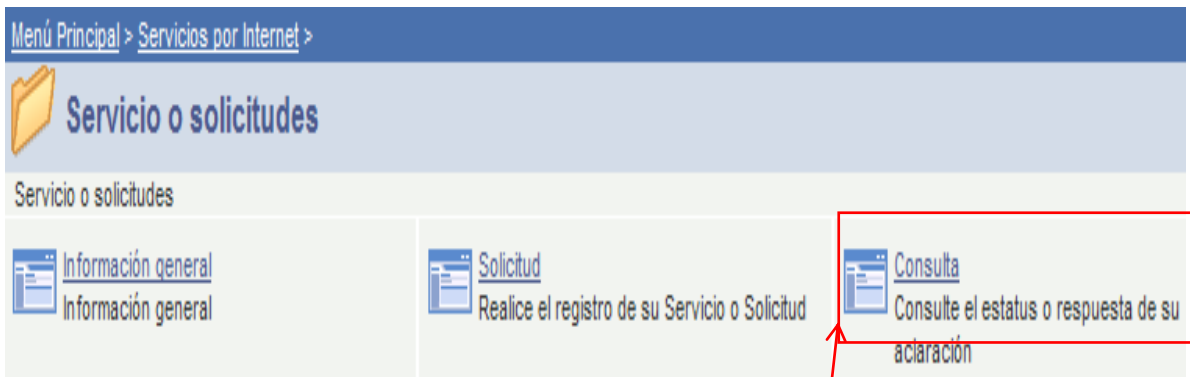 Menú Principal > Servicios por Internet >
Servicio o solicitudes
Servicio o solicitudes
Información general
Información general
Solicitud
Realice el registro de su Servicio o Solicitud
Consulta
Consulte el estatus o respuesta de su
aclaración